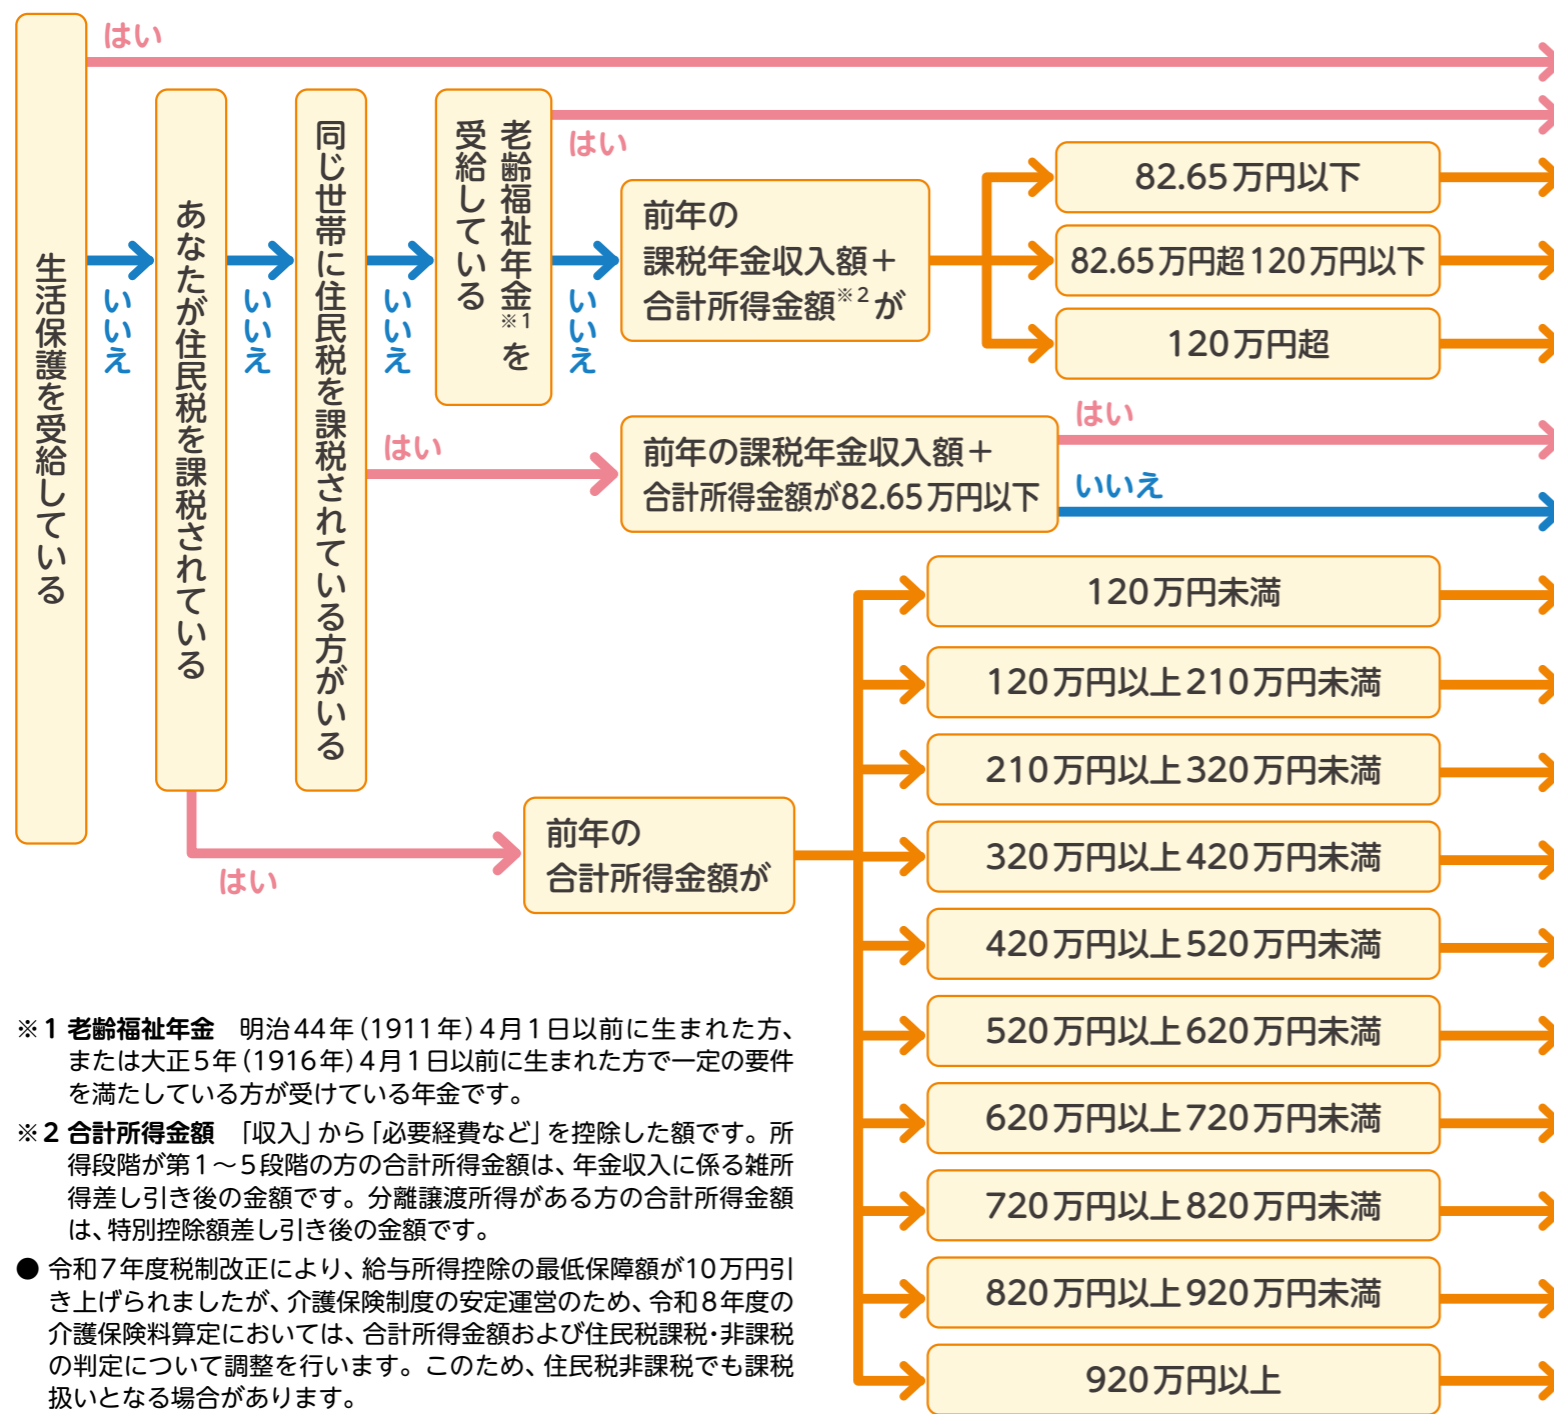 生活保護を受給している
はい
いいえ
あなたが住民税を課税されている
いいえ
はい
同じ世帯に住民税を課税されている方がいる
いいえ
はい
老齢福祉年金※1を
受給している
はい
いいえ
前年の
課税年金収入額＋
合計所得金額※2が
82.65万円以下
82.65万円超120万円以下
120万円超
前年の課税年金収入額＋
合計所得金額が82.65万円以下
はい
いいえ
前年の
合計所得金額が
120万円未満
120万円以上210万円未満
210万円以上320万円未満
320万円以上420万円未満
420万円以上520万円未満
520万円以上620万円未満
620万円以上720万円未満
720万円以上820万円未満
820万円以上920万円未満
920万円以上
※1 老齢福祉年金　明治44年（1911年）4月1日以前に生まれた方、
または大正5年（1916年）4月1日以前に生まれた方で一定の要件
を満たしている方が受けている年金です。
※2 合計所得金額　「収入」から「必要経費など」を控除した額です。所
得段階が第1～5段階の方の合計所得金額は、年金収入に係る雑所
得差し引き後の金額です。分離譲渡所得がある方の合計所得金額
は、特別控除額差し引き後の金額です。
● 令和7年度税制改正により、給与所得控除の最低保障額が10万円引
き上げられましたが、介護保険制度の安定運営のため、令和8年度の
介護保険料算定においては、合計所得金額および住民税課税・非課税
の判定について調整を行います。このため、住民税非課税でも課税
扱いとなる場合があります。